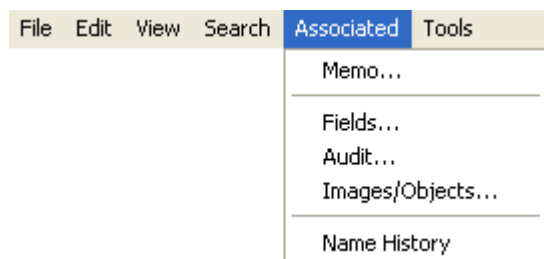 File Edit View Search Associated Tools
Memo...
Fields...
Audit...
Images/Objects...
Name History